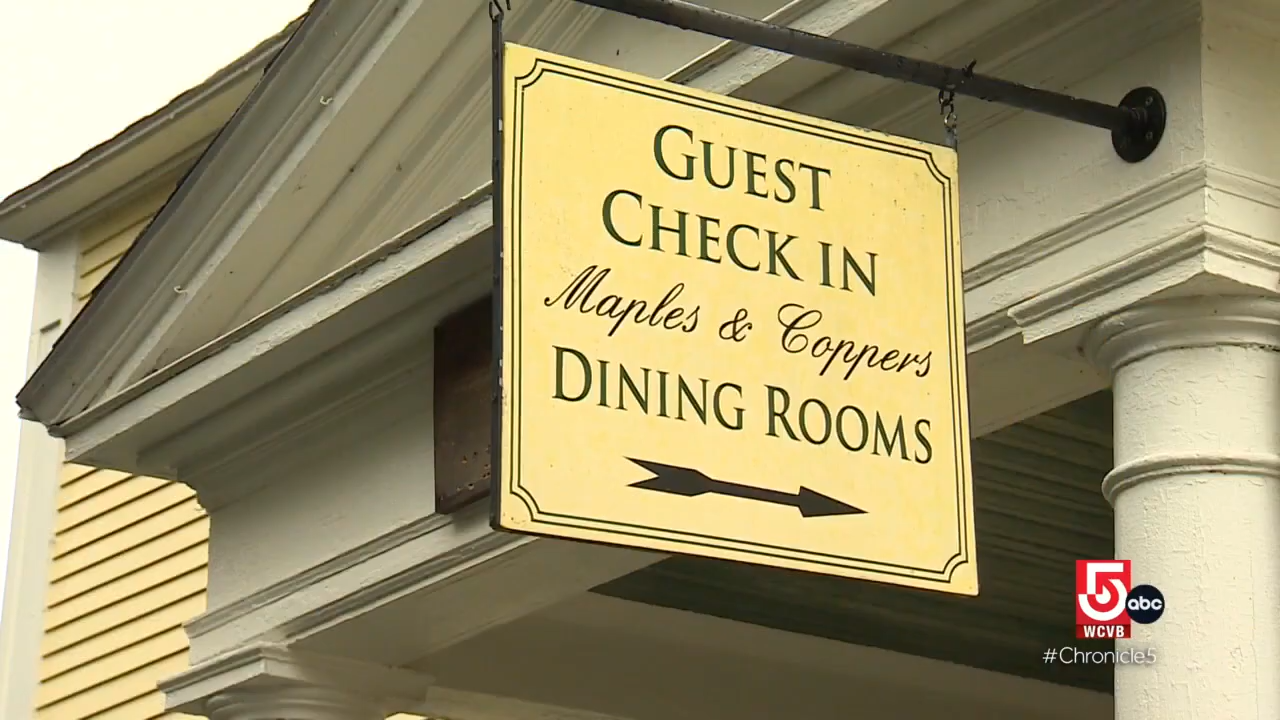 GUEST
CHECK IN
Maples & Coppers
DINING ROOMS
5
abc
WCVB
#Chronicle5